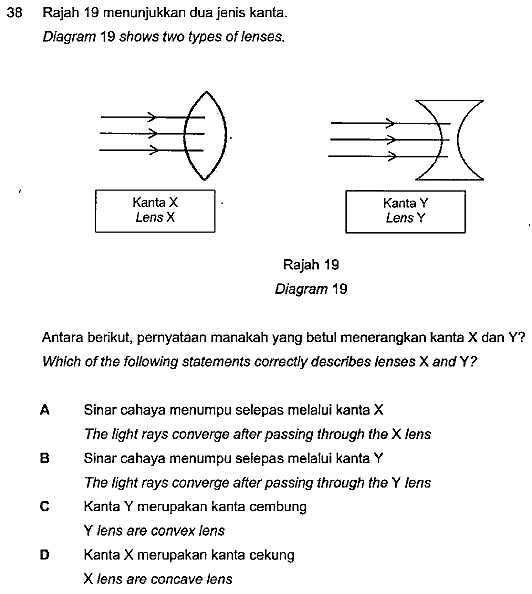 38 Rajah 19 menunjukkan dua jenis kanta.
Diagram 19 shows two types of lenses.
Kanta X
Lens X
Kanta Y
Lens Y
Rajah 19
Diagram 19
Antara berikut, pernyataan manakah yang betul menerangkan kanta X dan Y?
Which of the following statements correctly describes lenses X and Y?
A Sinar cahaya menumpu selepas melalui kanta X
The light rays converge after passing through the X lens
B Sinar cahaya menumpu selepas melalui kanta Y
The light rays converge after passing through the Y lens
C Kanta Y merupakan kanta cembung
Y lens are convex lens
D Kanta X merupakan kanta cekung
X lens are concave lens